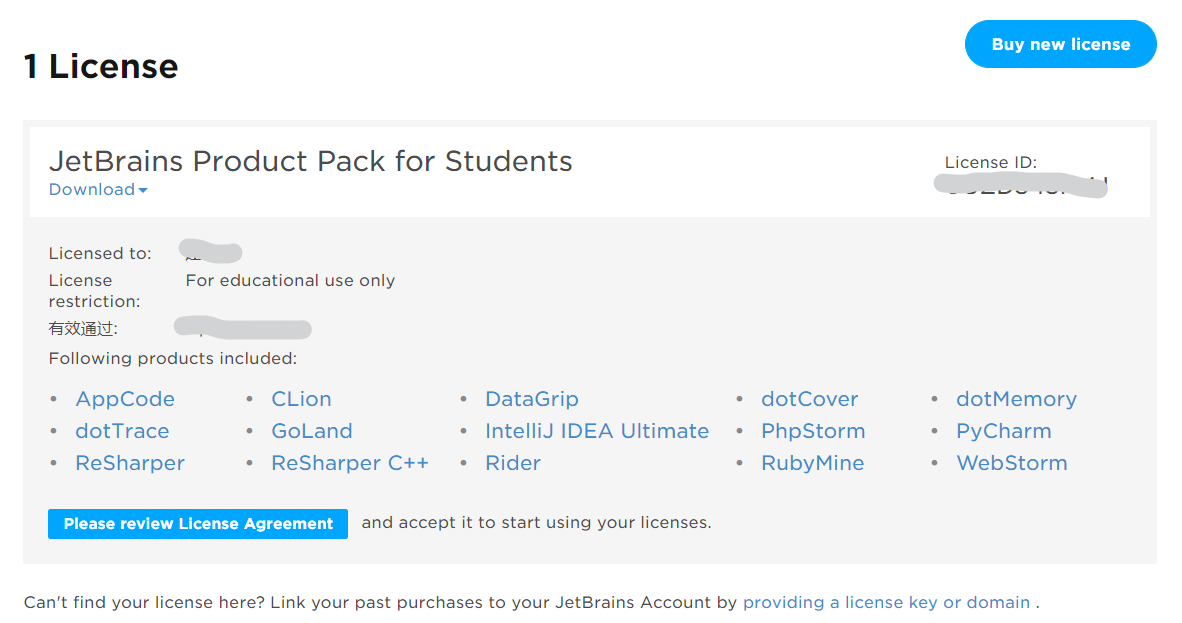 Buy new license
1 License
JetBrains Product Pack for Students
Download
License ID:
Licensed to:
License restriction:
For educational use only
有效通过:
Following products included:
• AppCode • CLion • DataGrip • dotCover • dotMemory
• dotTrace • GoLand • IntelliJ IDEA Ultimate • PhpStorm • PyCharm
• ReSharper • ReSharper C++ • Rider • RubyMine • WebStorm
Please review License Agreement and accept it to start using your licenses.
Can't find your license here? Link your past purchases to your JetBrains Account by providing a license key or domain .